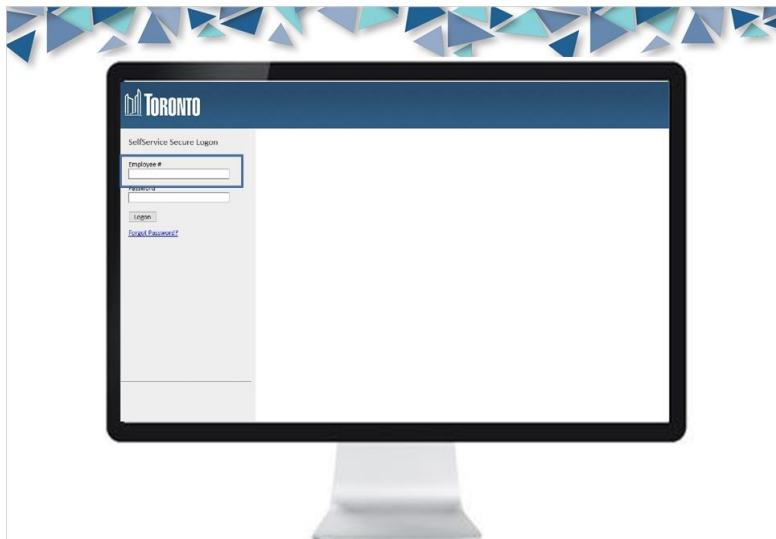 TORONTO
SelfService Secure Logon
Employee #
Password
Logon
Forgot Password?